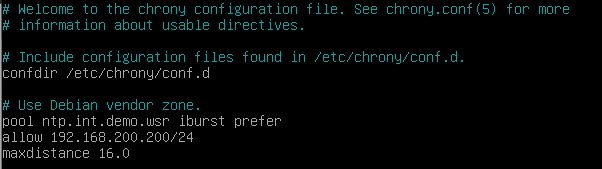 # Welcome to the chrony configuration file. See chrony.conf(5) for more
# information about usable directives.
# Include configuration files found in /etc/chrony/conf.d.
confdir /etc/chrony/conf.d
# Use Debian vendor zone.
pool ntp.int.demo.wsr iburst prefer
allow 192.168.200.200/24
maxdistance 16.0